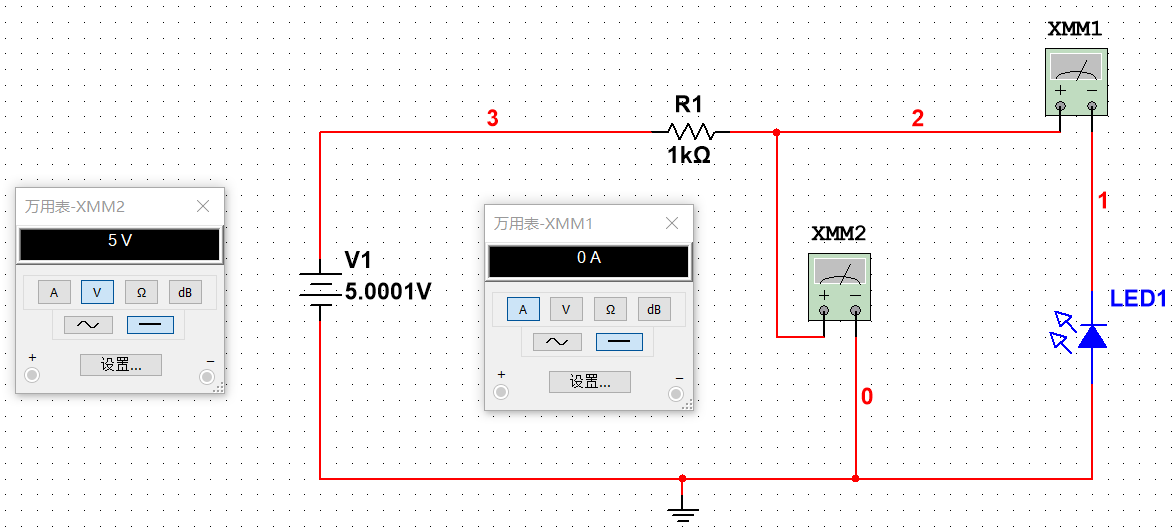 XMM1
+ −
R1
3
2
1kΩ
万用表-XMM2
5 V
A V Ω dB
设置...
+ −
万用表-XMM1
0 A
A V Ω dB
设置...
+ −
1
XMM2
+ −
V1
5.0001V
LED1
0